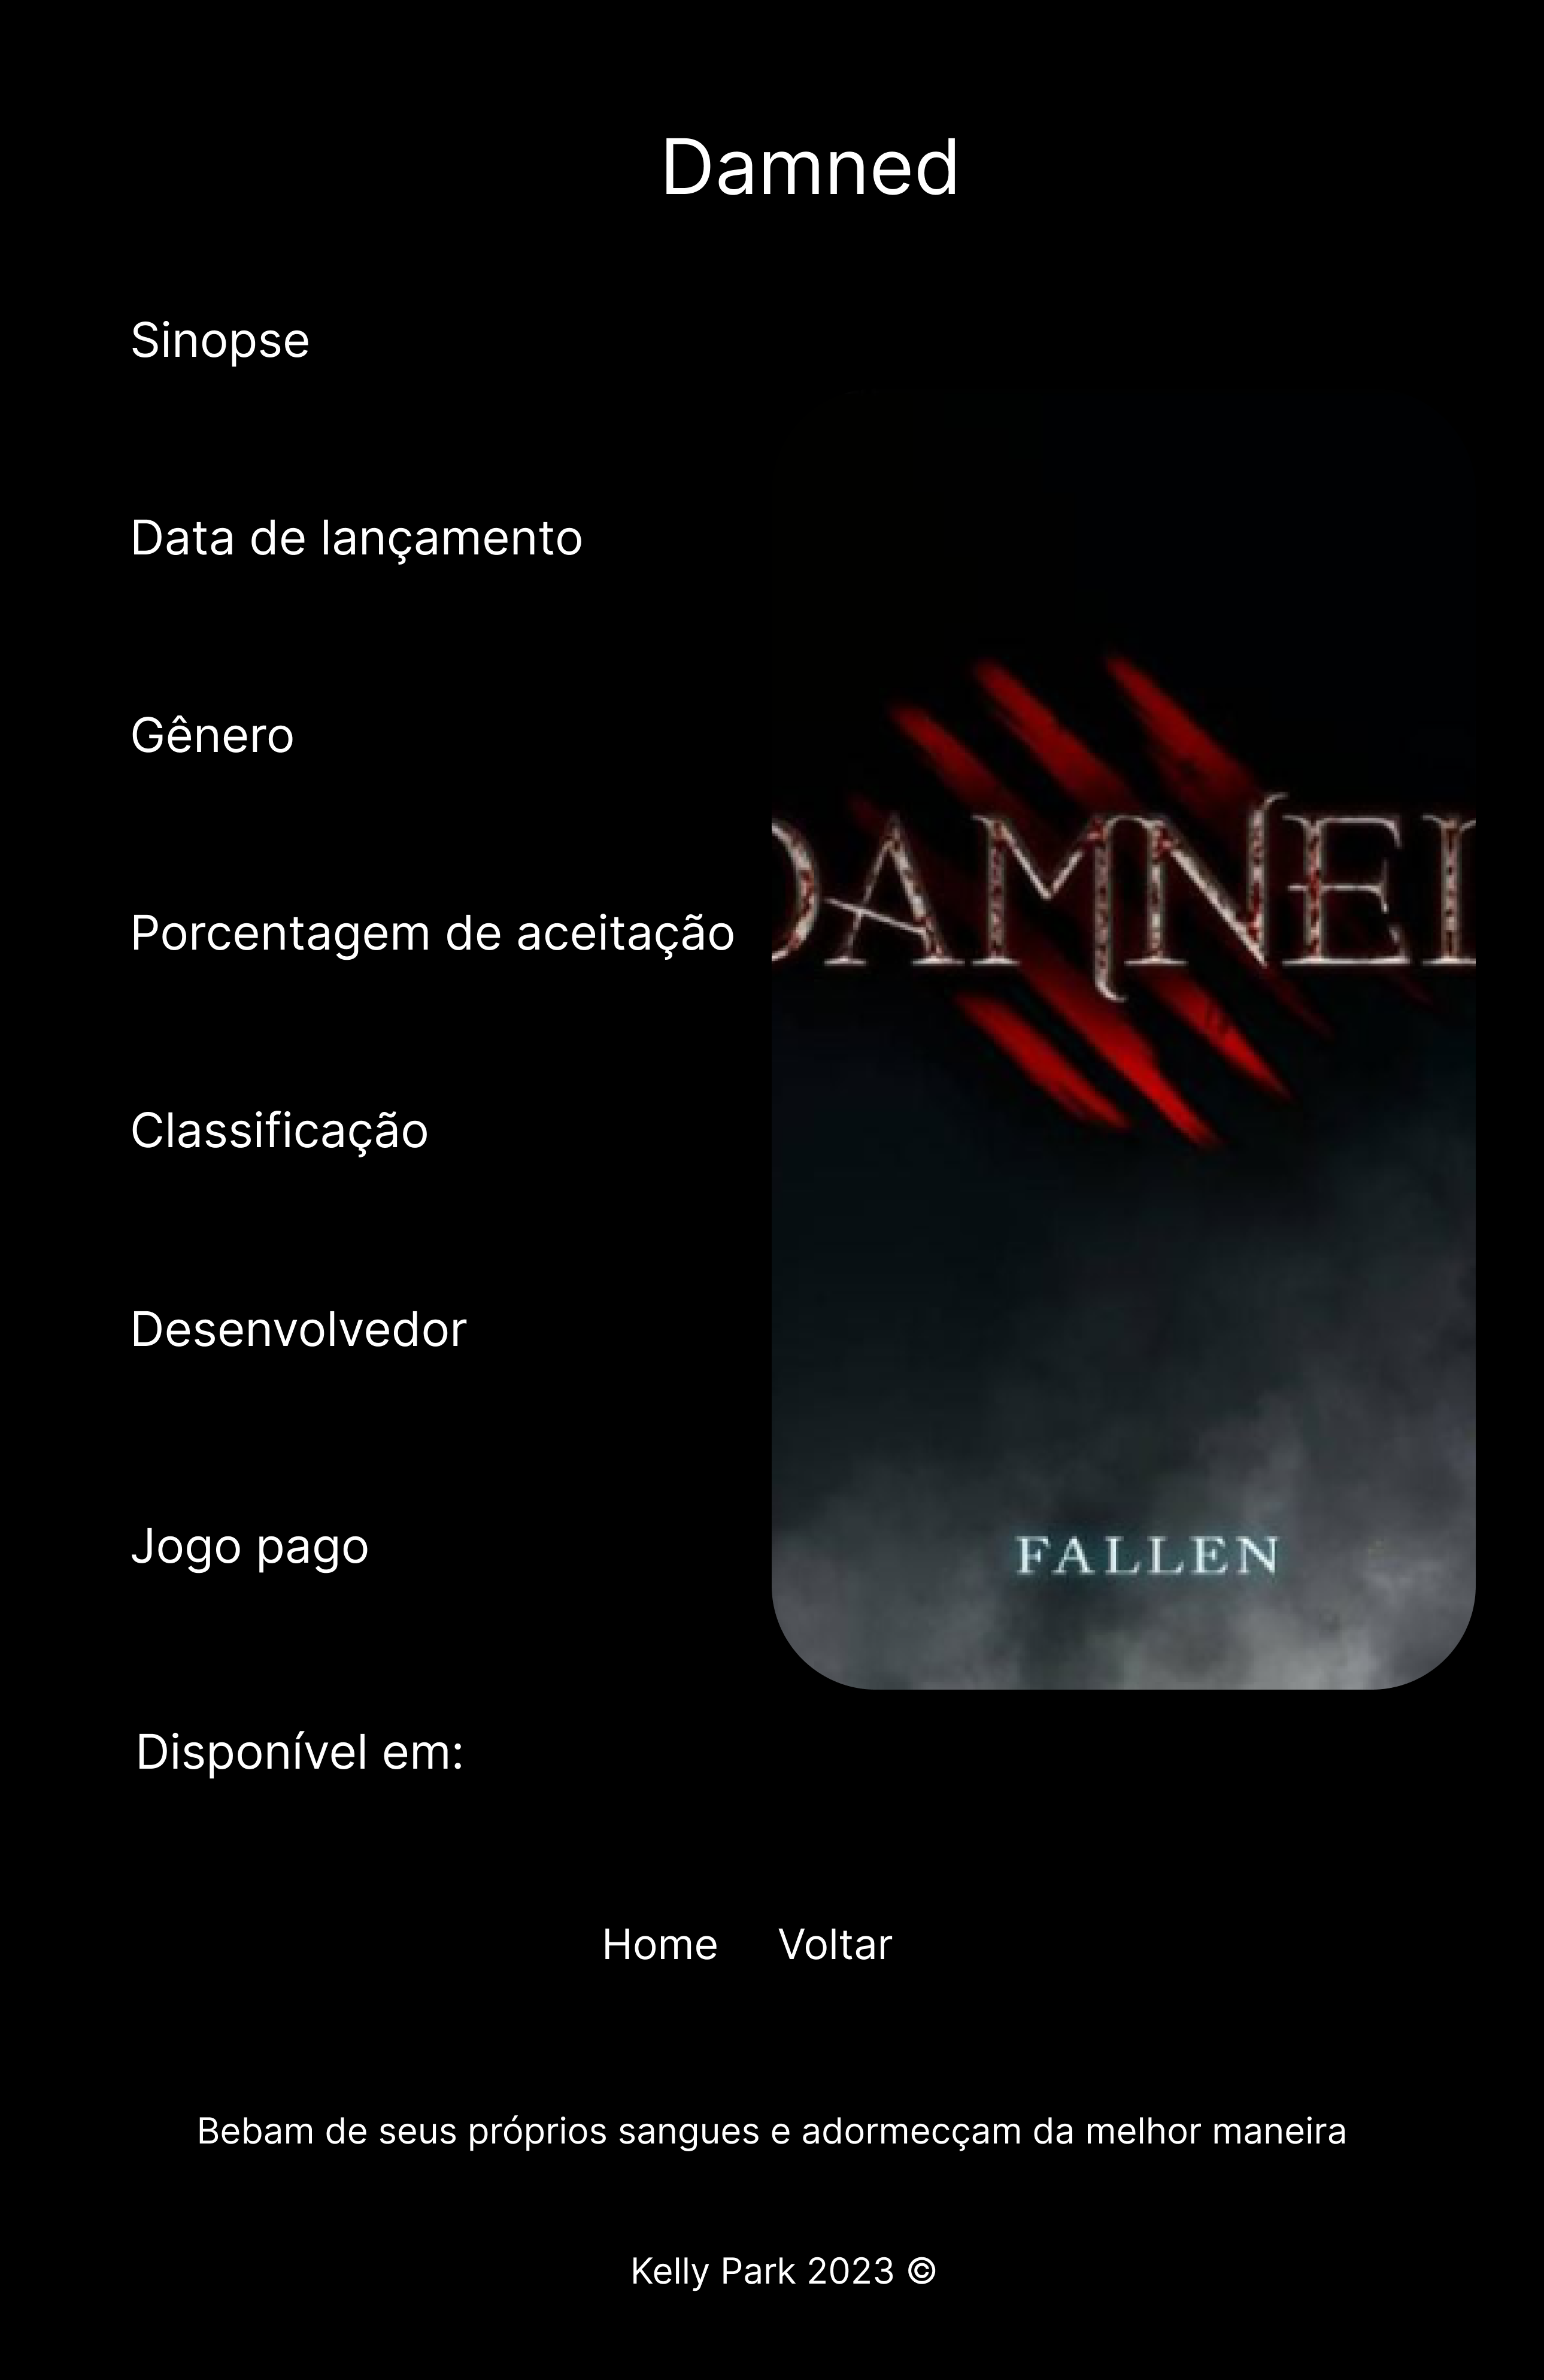 Damned
Sinopse
Data de lançamento
Gênero
Porcentagem de aceitação
Classificação
Desenvolvedor
Jogo pago
Disponível em:
DAMNED
FALLEN
Home Voltar
Bebam de seus próprios sangues e adormecçam da melhor maneira
Kelly Park 2023 ©